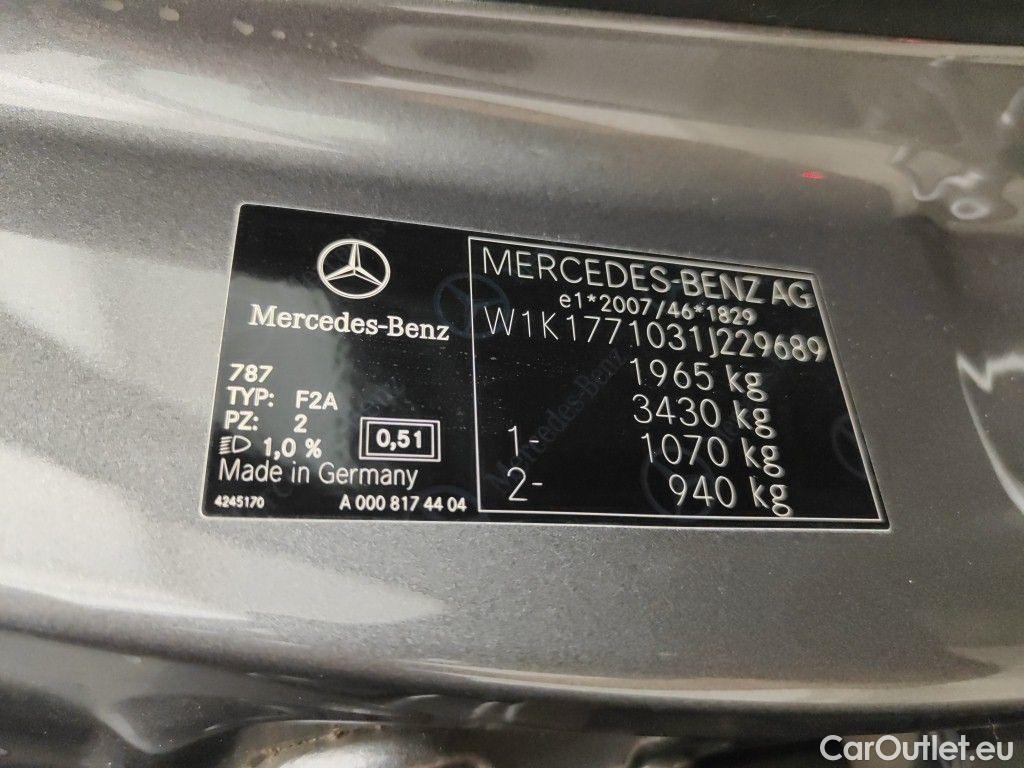 Mercedes-Benz
787
TYP: F2A
PZ: 2
1,0 %
0,51
Made in Germany
4245170
A 000 817 44 04
MERCEDES-BENZ AG
e1*2007/46*1829
W1K1771031J229689
1965 kg
3430 kg
1- 1070 kg
2- 940 kg
Mercedes-Benz
CarOutlet.eu